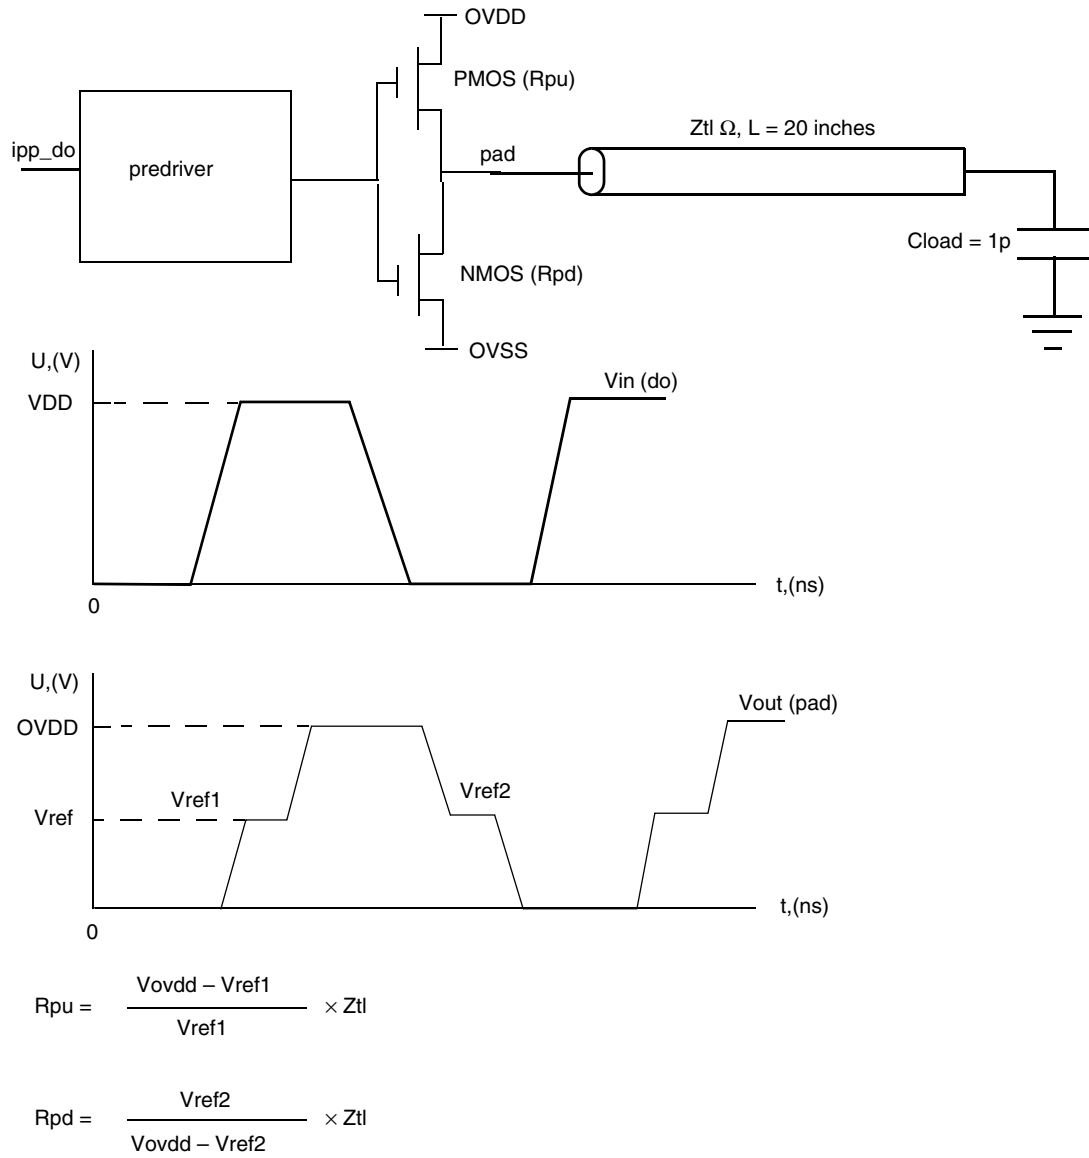 OVDD
PMOS (Rpu)
Ztl Ω, L = 20 inches
ipp_do
predriver
pad
Cload = 1p
NMOS (Rpd)
OVSS
U,(V)
Vin (do)
VDD
t,(ns)
0
U,(V)
Vout (pad)
OVDD
Vref1
Vref2
Vref
t,(ns)
0
Vovdd – Vref1
Rpu =
× Ztl
Vref1
Vref2
Rpd =
× Ztl
Vovdd – Vref2